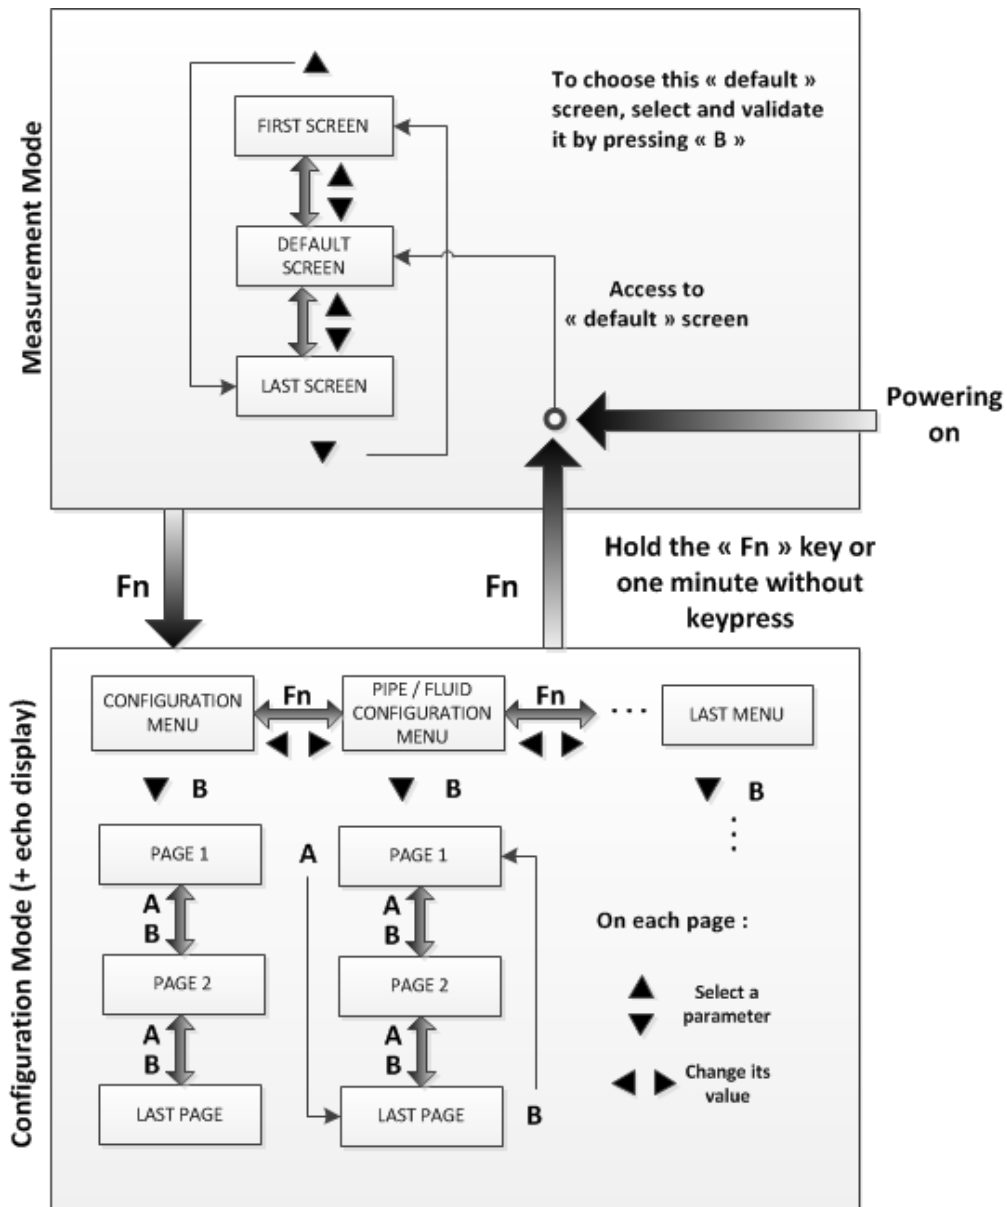 Measurement Mode
To choose this « default »
screen, select and validate
it by pressing « B »
FIRST SCREEN
DEFAULT
SCREEN
LAST SCREEN
Access to
« default » screen
Powering
on
Fn
Fn
Hold the « Fn » key or
one minute without
keypress
Configuration Mode (+ echo display)
CONFIGURATION
MENU
Fn
PIPE / FLUID
CONFIGURATION
MENU
Fn
...
LAST MENU
B
B
B
PAGE 1
A
B
PAGE 2
A
B
LAST PAGE
A
PAGE 1
A
B
PAGE 2
A
B
LAST PAGE
B
On each page :
Select a
parameter
Change its
value